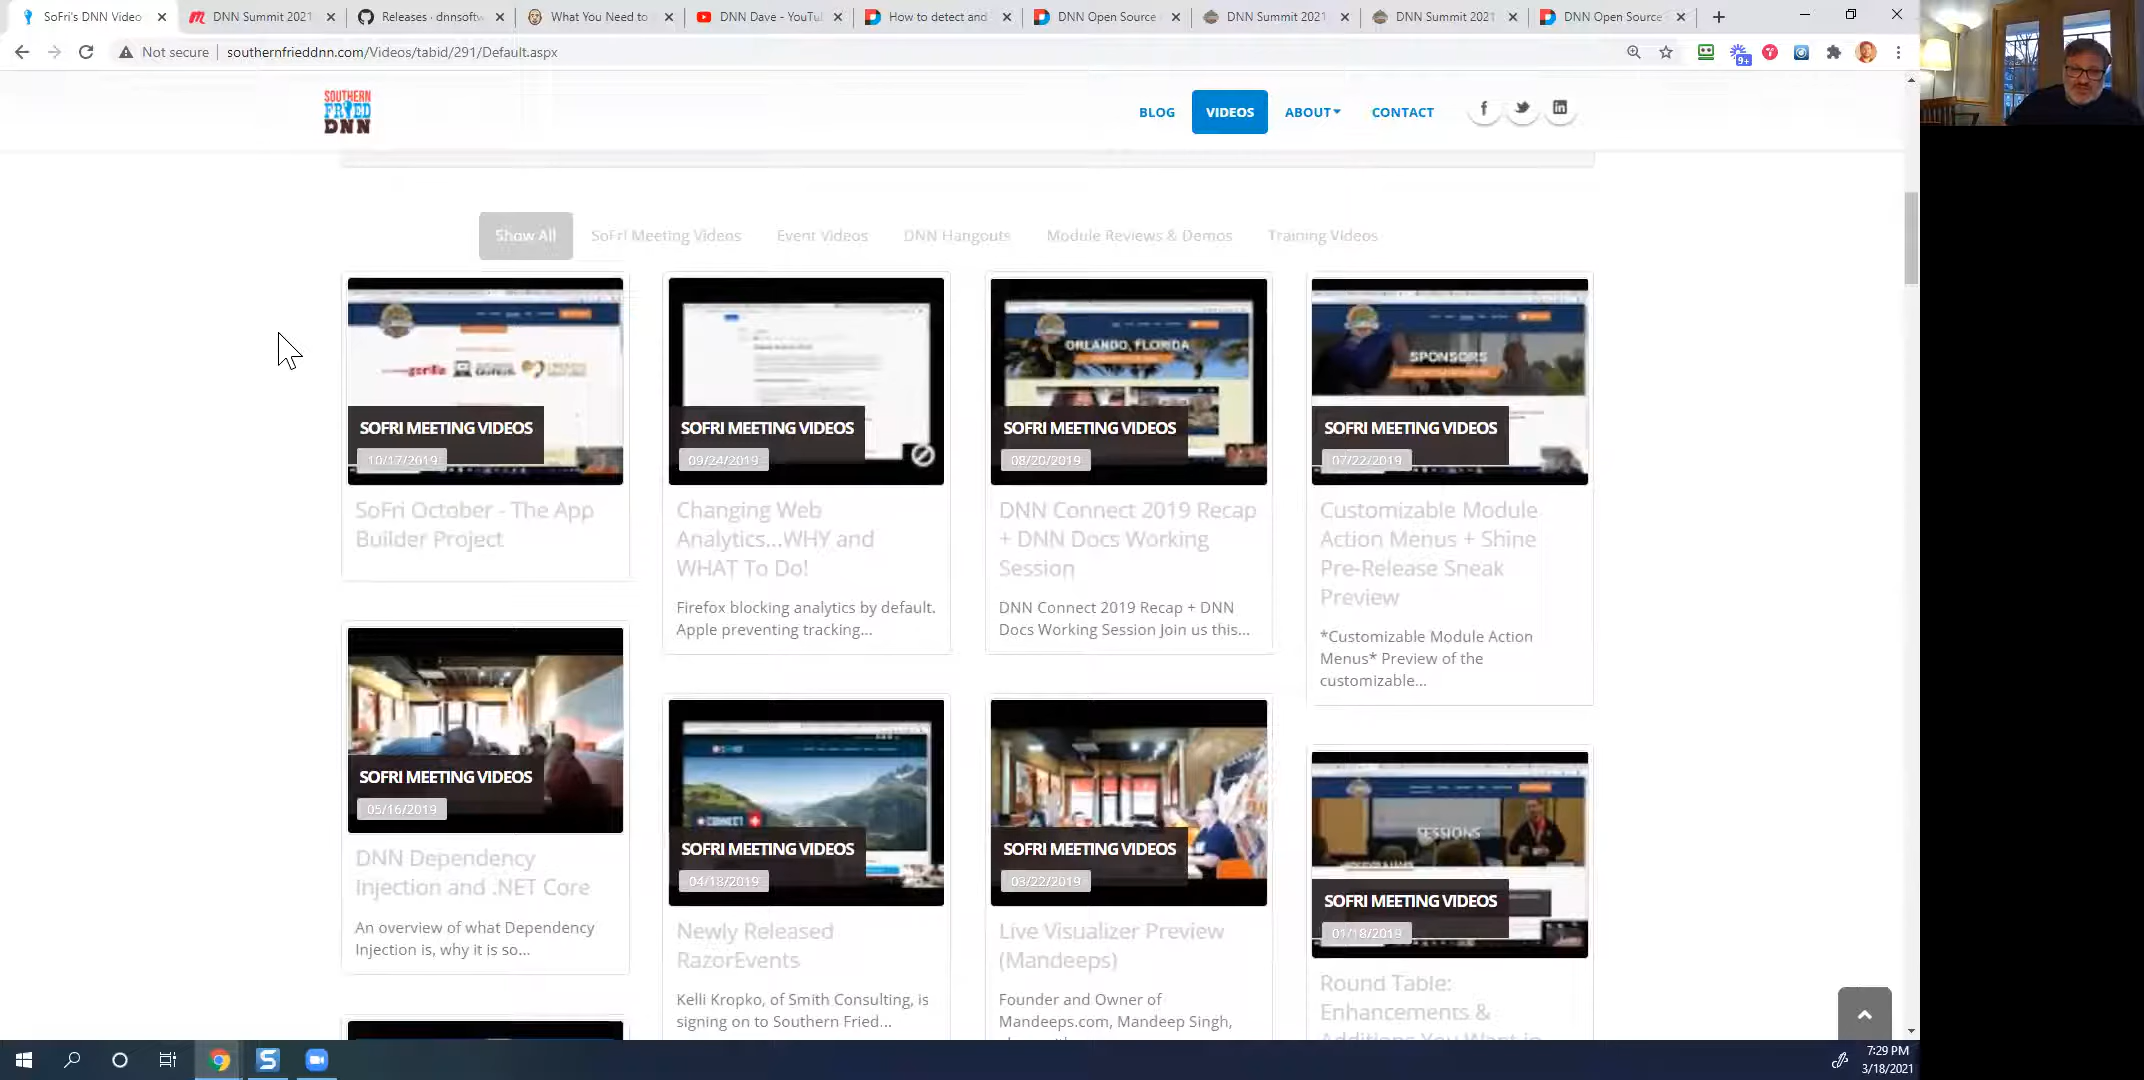 SoFri's DNN Video
DNN Summit 2021
Releases · dnnsoftw
What You Need to
DNN Dave - YouTu
How to detect and
DNN Open Source
DNN Summit 2021
DNN Summit 2021
DNN Open Source
Not secure
southernfrieddnn.com/Videos/tabid/291/Default.aspx
9+
SOUTHERN
FRIED
DNN
BLOG
VIDEOS
ABOUT
CONTACT
Show All
SoFri Meeting Videos
Event Videos
DNN Hangouts
Module Reviews & Demos
Training Videos
SOFRI MEETING VIDEOS
10/17/2019
SoFri October - The App
Builder Project
SOFRI MEETING VIDEOS
09/24/2019
Changing Web
Analytics...WHY and
WHAT To Do!
Firefox blocking analytics by default.
Apple preventing tracking...
ORLANDO, FLORIDA
SOFRI MEETING VIDEOS
08/20/2019
DNN Connect 2019 Recap
+ DNN Docs Working
Session
DNN Connect 2019 Recap + DNN
Docs Working Session Join us this...
SPONSORS
SOFRI MEETING VIDEOS
07/22/2019
Customizable Module
Action Menus + Shine
Pre-Release Sneak
Preview
*Customizable Module Action
Menus* Preview of the
customizable...
SOFRI MEETING VIDEOS
05/16/2019
DNN Dependency
Injection and .NET Core
An overview of what Dependency
Injection is, why it is so...
CONNECT
SOFRI MEETING VIDEOS
04/18/2019
Newly Released
RazorEvents
Kelli Kropko, of Smith Consulting, is
signing on to Southern Fried...
SOFRI MEETING VIDEOS
03/22/2019
Live Visualizer Preview
(Mandeeps)
Founder and Owner of
Mandeeps.com, Mandeep Singh,
SESSIONS
SOFRI MEETING VIDEOS
01/18/2019
Round Table:
Enhancements &
Additions You Want in
7:29 PM
3/18/2021